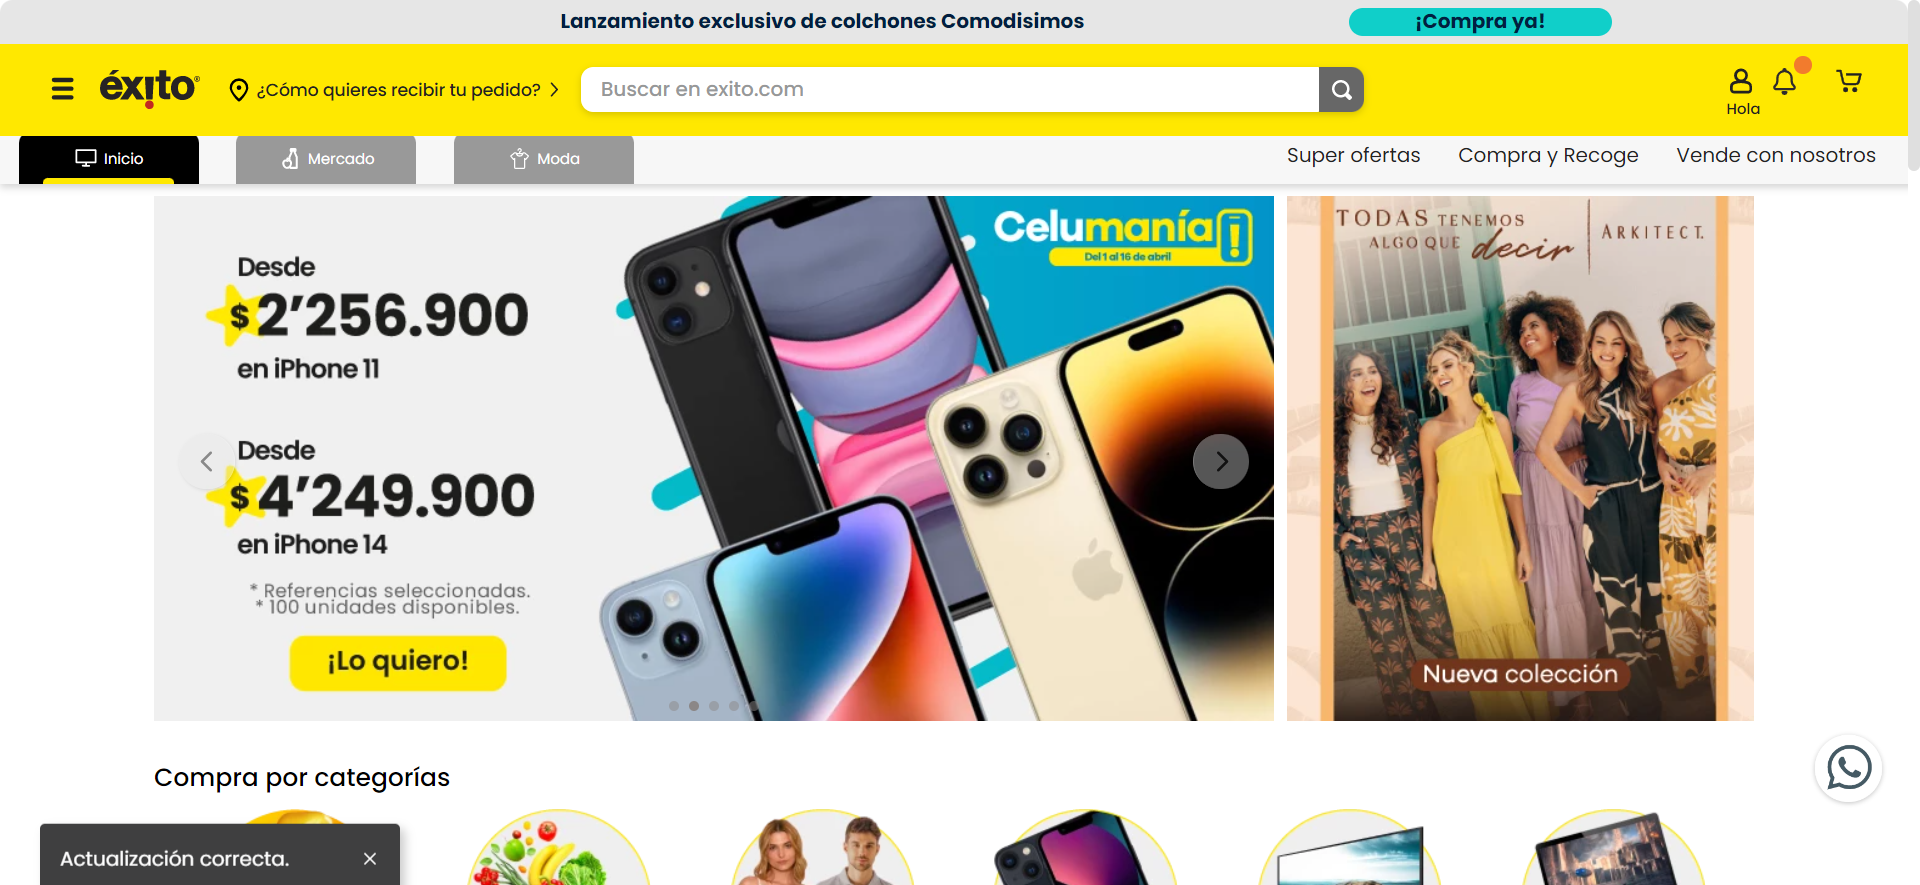 Lanzamiento exclusivo de colchones Comodisimos
¡Compra ya!
éxito
¿Cómo quieres recibir tu pedido?
Buscar en exito.com
Hola
Inicio
Mercado
Moda
Super ofertas
Compra y Recoge
Vende con nosotros
Desde
$2'256.900
en iPhone 11
Desde
$4'249.900
en iPhone 14
* Referencias seleccionadas.
* 100 unidades disponibles.
¡Lo quiero!
Celumanía
Del 1 al 16 de abril
TODAS TENEMOS
ALGO QUE decir
ARKITECT.
Nueva colección
Compra por categorías
Actualización correcta.